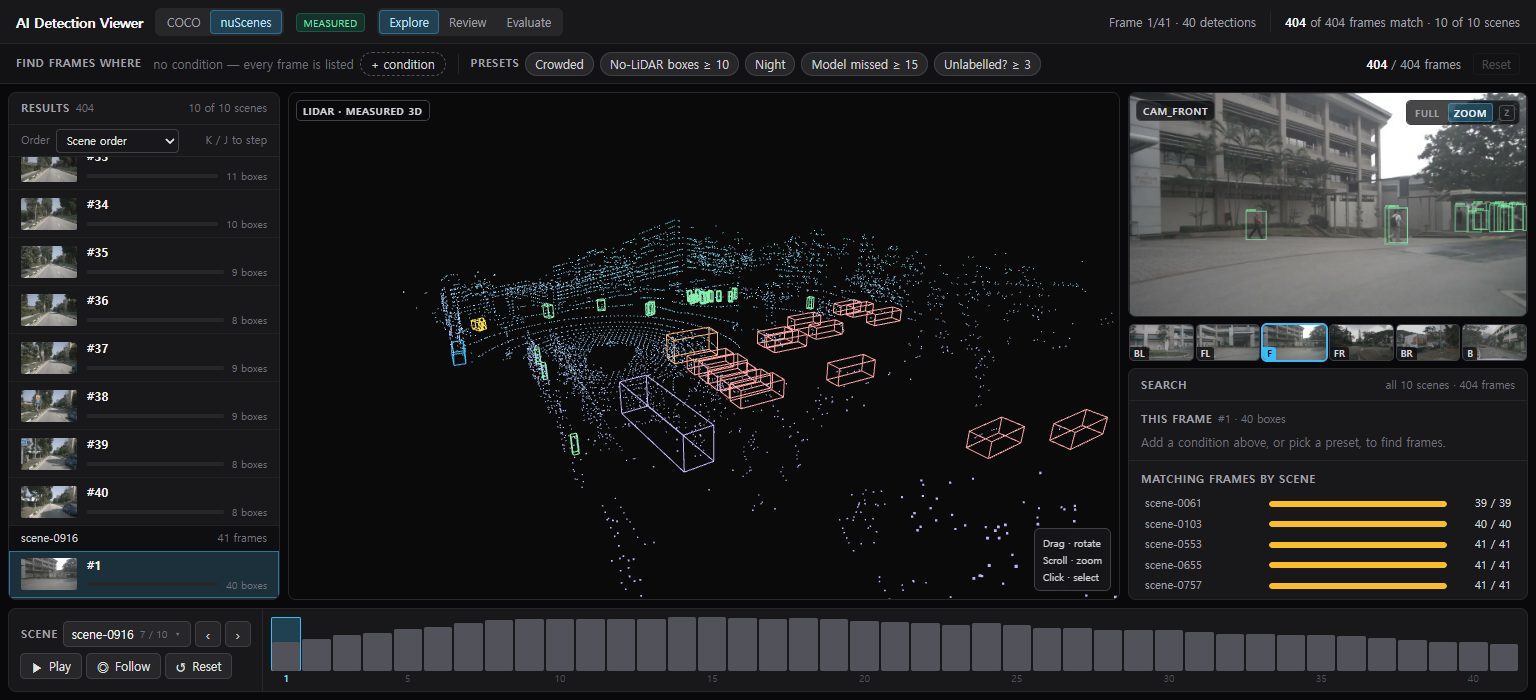 AI Detection Viewer COCO nuScenes MEASURED Explore Review Evaluate Frame 1/41 · 40 detections 404 of 404 frames match · 10 of 10 scenes
FIND FRAMES WHERE no condition — every frame is listed + condition PRESETS Crowded No-LiDAR boxes ≥ 10 Night Model missed ≥ 15 Unlabelled? ≥ 3 404 / 404 frames Reset
RESULTS 404 10 of 10 scenes
Order Scene order K / J to step
#33
11 boxes
#34
10 boxes
#35
9 boxes
#36
8 boxes
#37
9 boxes
#38
9 boxes
#39
8 boxes
#40
8 boxes
scene-0916 41 frames
#1
40 boxes
LIDAR · MEASURED 3D
Drag · rotate
Scroll · zoom
Click · select
CAM_FRONT FULL ZOOM Z
BL FL F FR BR B
SEARCH all 10 scenes · 404 frames
THIS FRAME #1 · 40 boxes
Add a condition above, or pick a preset, to find frames.
MATCHING FRAMES BY SCENE
scene-0061 39 / 39
scene-0103 40 / 40
scene-0553 41 / 41
scene-0655 41 / 41
scene-0757 41 / 41
SCENE scene-0916 7 / 10 ‹ ›
Play Follow Reset
1 5 10 15 20 25 30 35 40